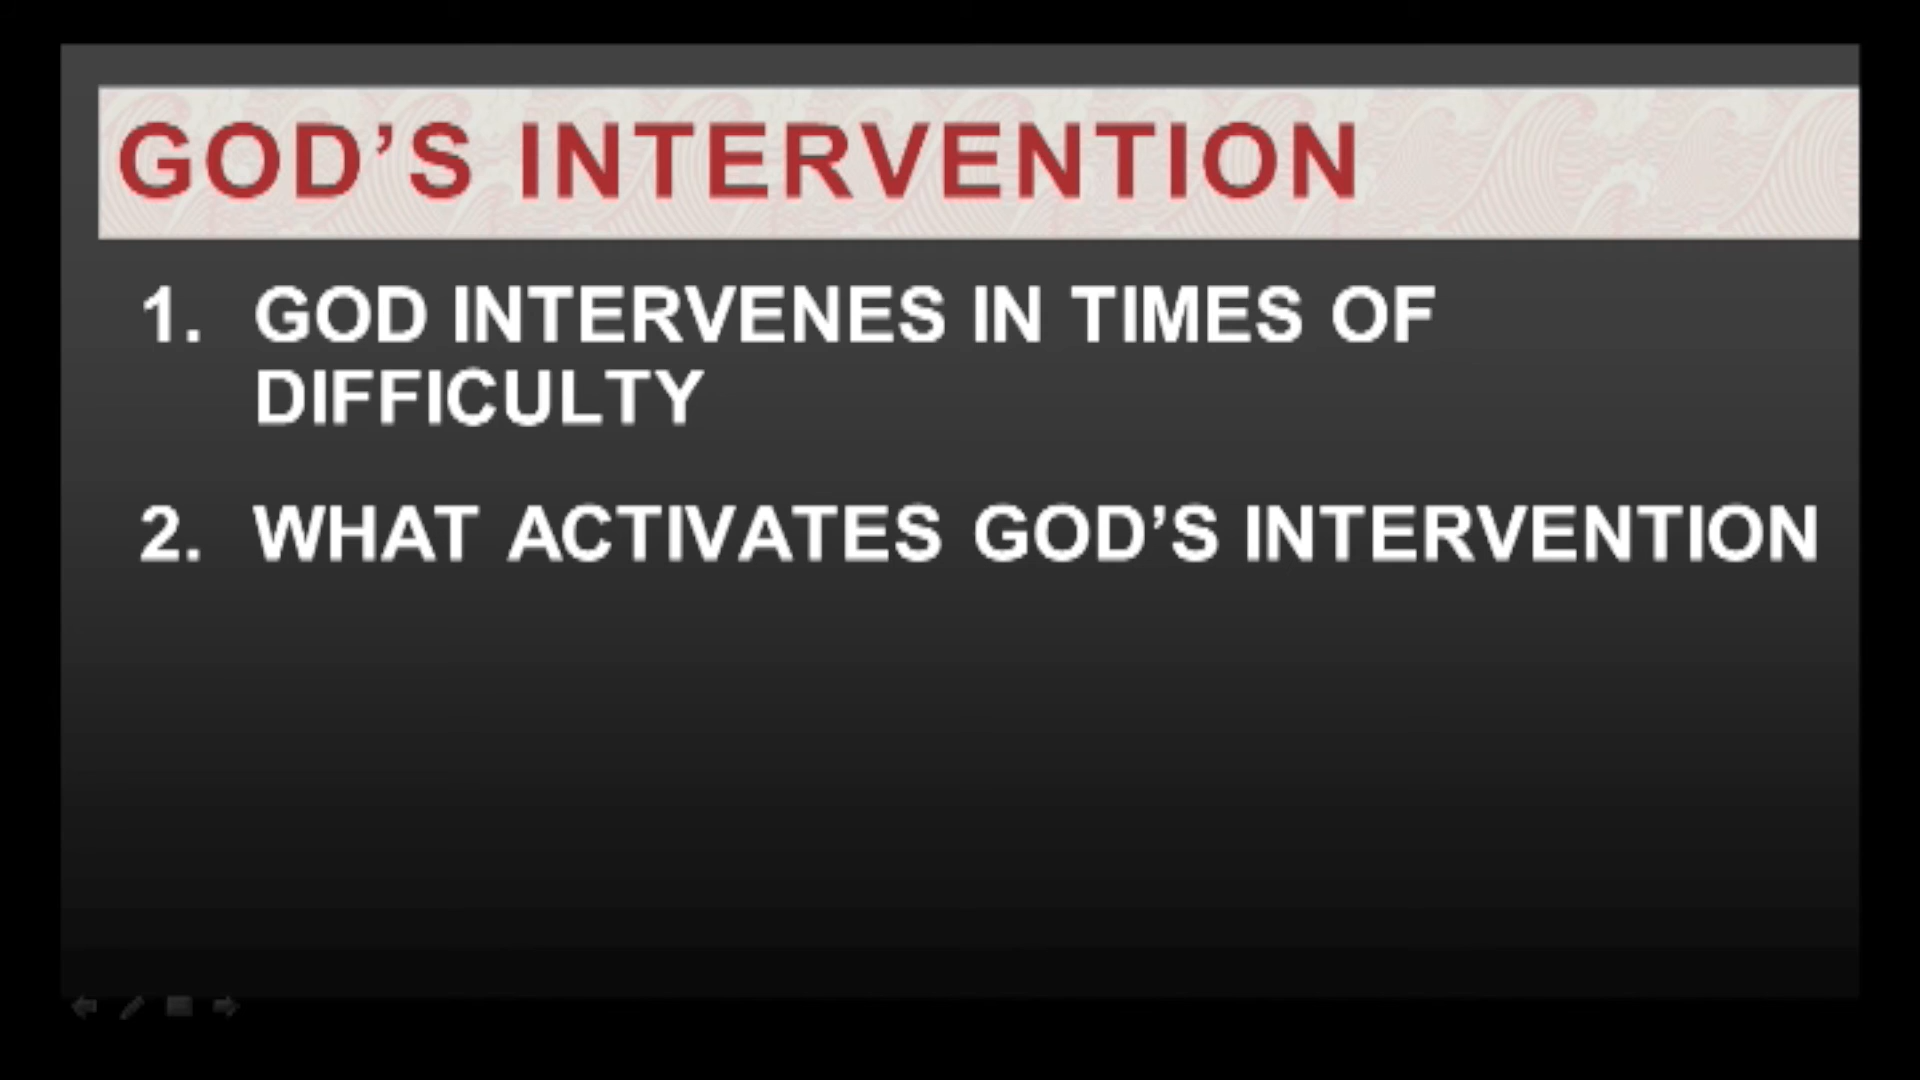 GOD’S INTERVENTION
1. GOD INTERVENES IN TIMES OF
DIFFICULTY
2. WHAT ACTIVATES GOD’S INTERVENTION